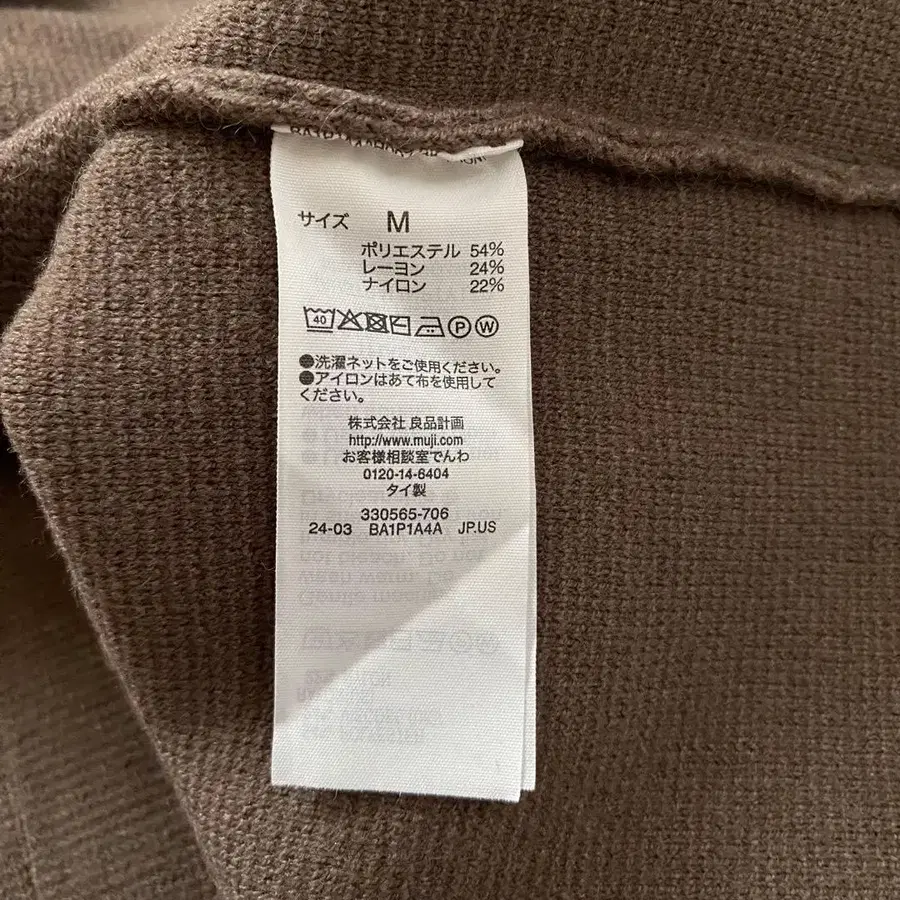 サイズ M
ポリエステル 54%
レーヨン 24%
ナイロン 22%
40 P W
●洗濯ネットをご使用ください。
●アイロンはあて布を使用して
ください。
株式会社 良品計画
http://www.muji.com
お客様相談室でんわ
0120-14-6404
タイ製
330565-706
24-03 BA1P1A4A JP.US